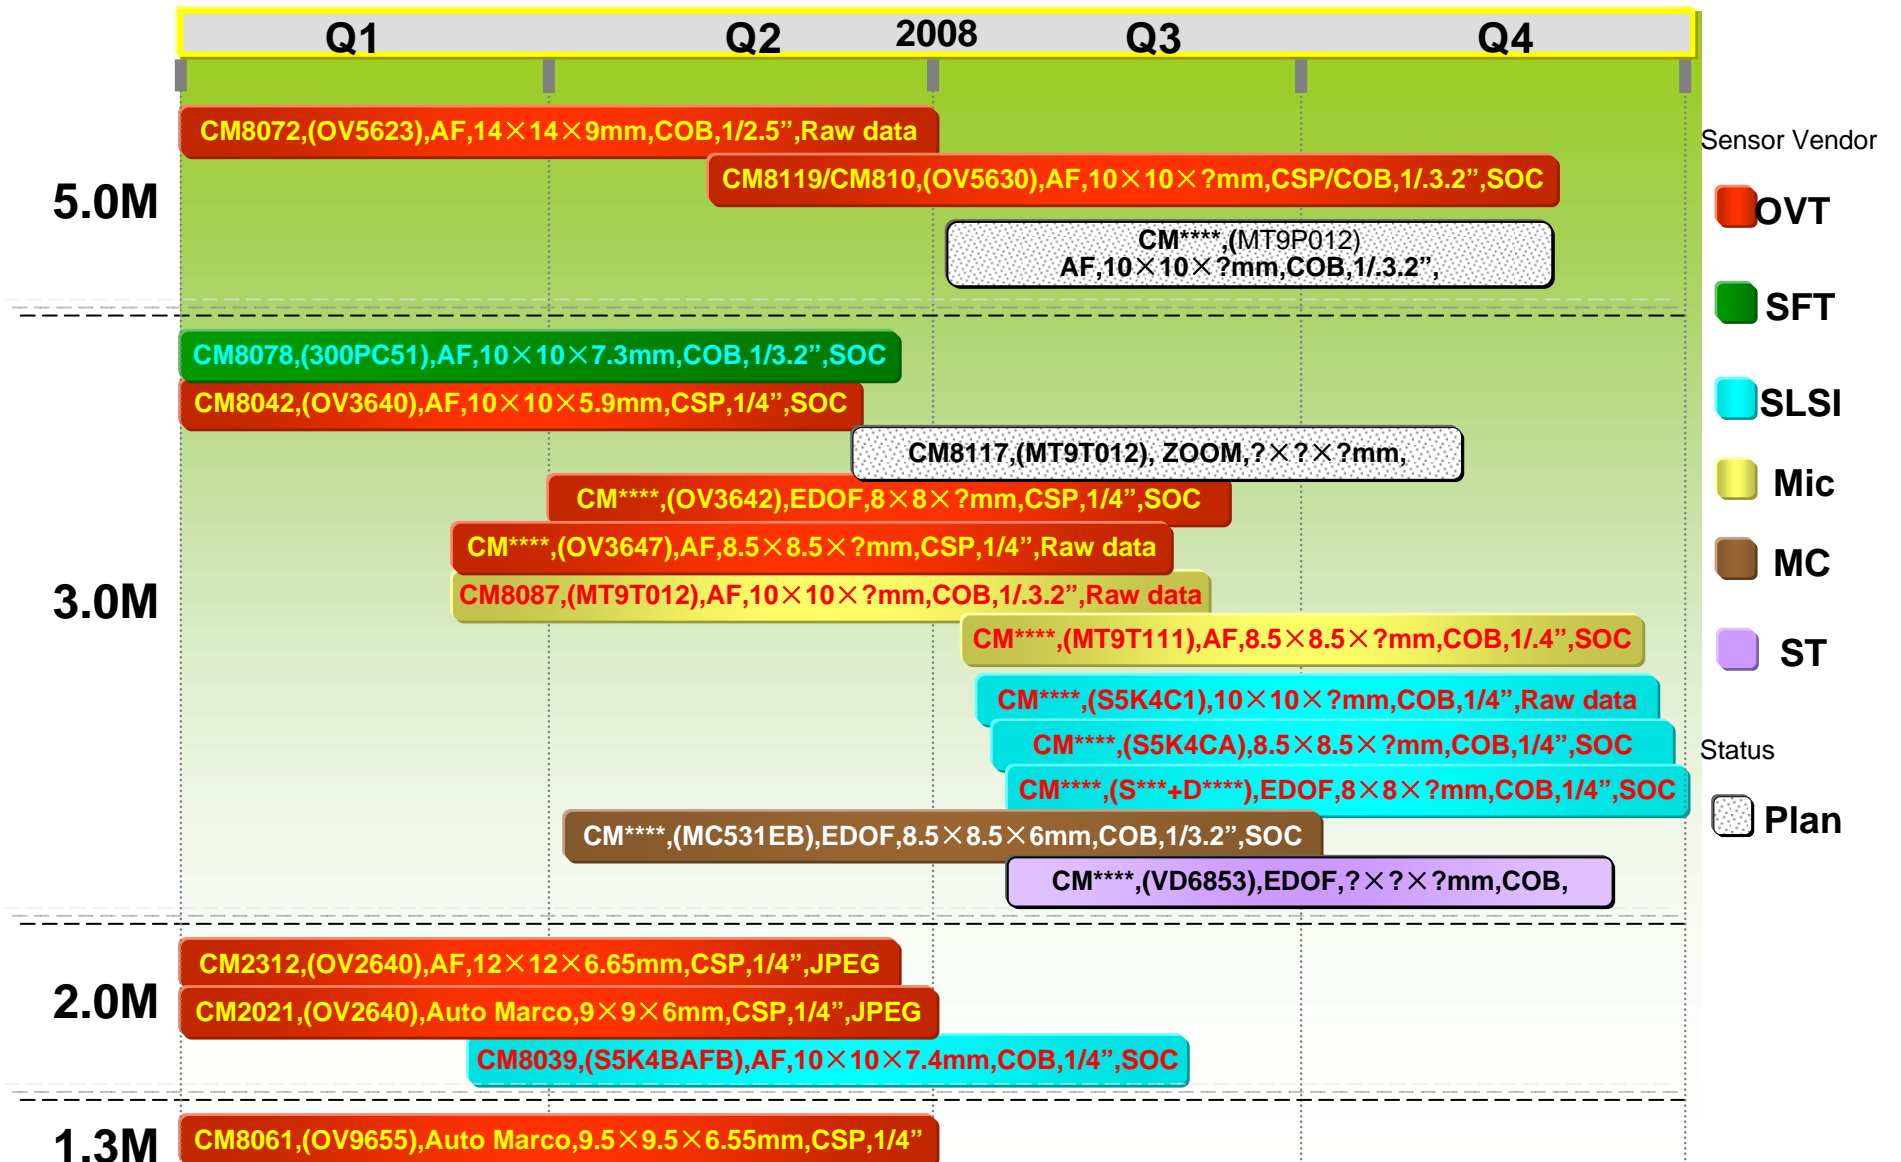 Q1 Q2 2008 Q3 Q4
5.0M
CM8072,(OV5623),AF,14×14×9mm,COB,1/2.5”,Raw data
CM8119/CM810,(OV5630),AF,10×10×?mm,CSP/COB,1/.3.2”,SOC
CM****,(MT9P012)
AF,10×10×?mm,COB,1/.3.2”,
3.0M
CM8078,(300PC51),AF,10×10×7.3mm,COB,1/3.2”,SOC
CM8042,(OV3640),AF,10×10×5.9mm,CSP,1/4”,SOC
CM8117,(MT9T012), ZOOM,?×?×?mm,
CM****,(OV3642),EDOF,8×8×?mm,CSP,1/4”,SOC
CM****,(OV3647),AF,8.5×8.5×?mm,CSP,1/4”,Raw data
CM8087,(MT9T012),AF,10×10×?mm,COB,1/.3.2”,Raw data
CM****,(MT9T111),AF,8.5×8.5×?mm,COB,1/.4”,SOC
CM****,(S5K4C1),10×10×?mm,COB,1/4”,Raw data
CM****,(S5K4CA),8.5×8.5×?mm,COB,1/4”,SOC
CM****,(S***+D****),EDOF,8×8×?mm,COB,1/4”,SOC
CM****,(MC531EB),EDOF,8.5×8.5×6mm,COB,1/3.2”,SOC
CM****,(VD6853),EDOF,?×?×?mm,COB,
2.0M
CM2312,(OV2640),AF,12×12×6.65mm,CSP,1/4”,JPEG
CM2021,(OV2640),Auto Marco,9×9×6mm,CSP,1/4”,JPEG
CM8039,(S5K4BAFB),AF,10×10×7.4mm,COB,1/4”,SOC
1.3M
CM8061,(OV9655),Auto Marco,9.5×9.5×6.55mm,CSP,1/4”
Sensor Vendor
OVT
SFT
SLSI
Mic
MC
ST
Status
Plan